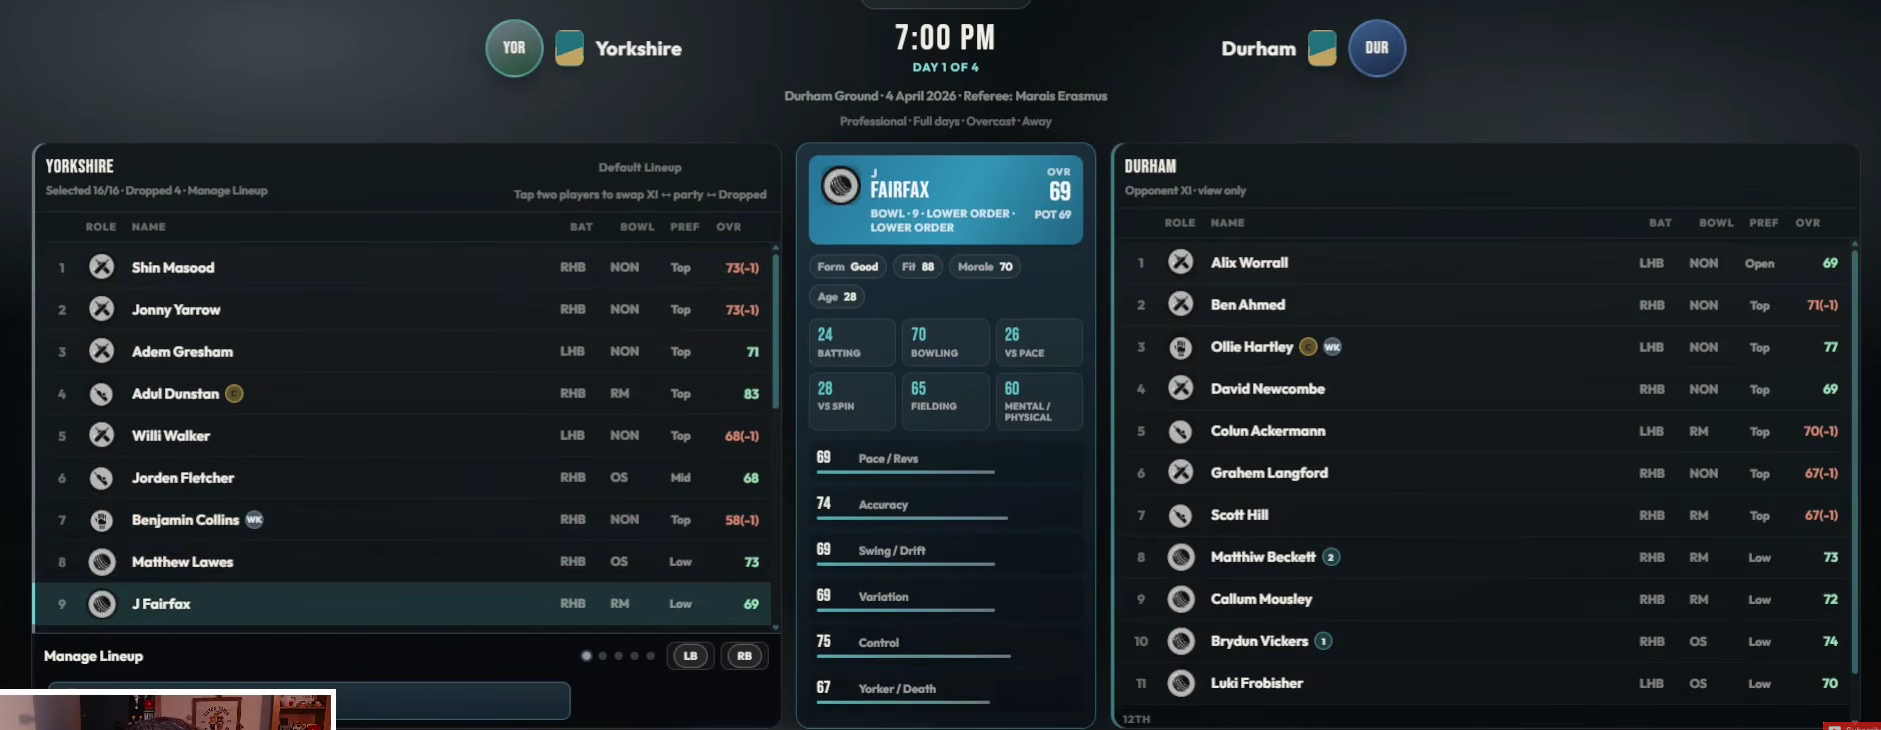 YOR Yorkshire
7:00 PM
DAY 1 OF 4
Durham DUR
Durham Ground · 4 April 2026 · Referee: Marais Erasmus
Professional · Full days · Overcast · Away
YORKSHIRE
Default Lineup
Selected 16/16 · Dropped 4 · Manage Lineup
Tap two players to swap XI ↔ party ↔ Dropped
ROLE NAME BAT BOWL PREF OVR
1 Shin Masood RHB NON Top 73(-1)
2 Jonny Yarrow RHB NON Top 73(-1)
3 Adem Gresham LHB NON Top 71
4 Adul Dunstan C RHB RM Top 83
5 Willi Walker LHB NON Top 68(-1)
6 Jorden Fletcher RHB OS Mid 68
7 Benjamin Collins WK RHB NON Top 58(-1)
8 Matthew Lawes RHB OS Low 73
9 J Fairfax RHB RM Low 69
Manage Lineup LB RB
J
FAIRFAX
BOWL · 9 · LOWER ORDER ·
LOWER ORDER
OVR
69
POT 69
Form Good Fit 88 Morale 70
Age 28
24 70 26
BATTING BOWLING VS PACE
28 65 60
VS SPIN FIELDING MENTAL /
PHYSICAL
69 Pace / Revs
74 Accuracy
69 Swing / Drift
69 Variation
75 Control
67 Yorker / Death
DURHAM
Opponent XI · view only
ROLE NAME BAT BOWL PREF OVR
1 Alix Worrall LHB NON Open 69
2 Ben Ahmed RHB NON Top 71(-1)
3 Ollie Hartley C WK LHB NON Top 77
4 David Newcombe RHB NON Top 69
5 Colun Ackermann LHB RM Top 70(-1)
6 Grahem Langford RHB NON Top 67(-1)
7 Scott Hill RHB RM Top 67(-1)
8 Matthiw Beckett 2 RHB RM Low 73
9 Callum Mousley RHB RM Low 72
10 Brydun Vickers 1 RHB OS Low 74
11 Luki Frobisher LHB OS Low 70
12TH